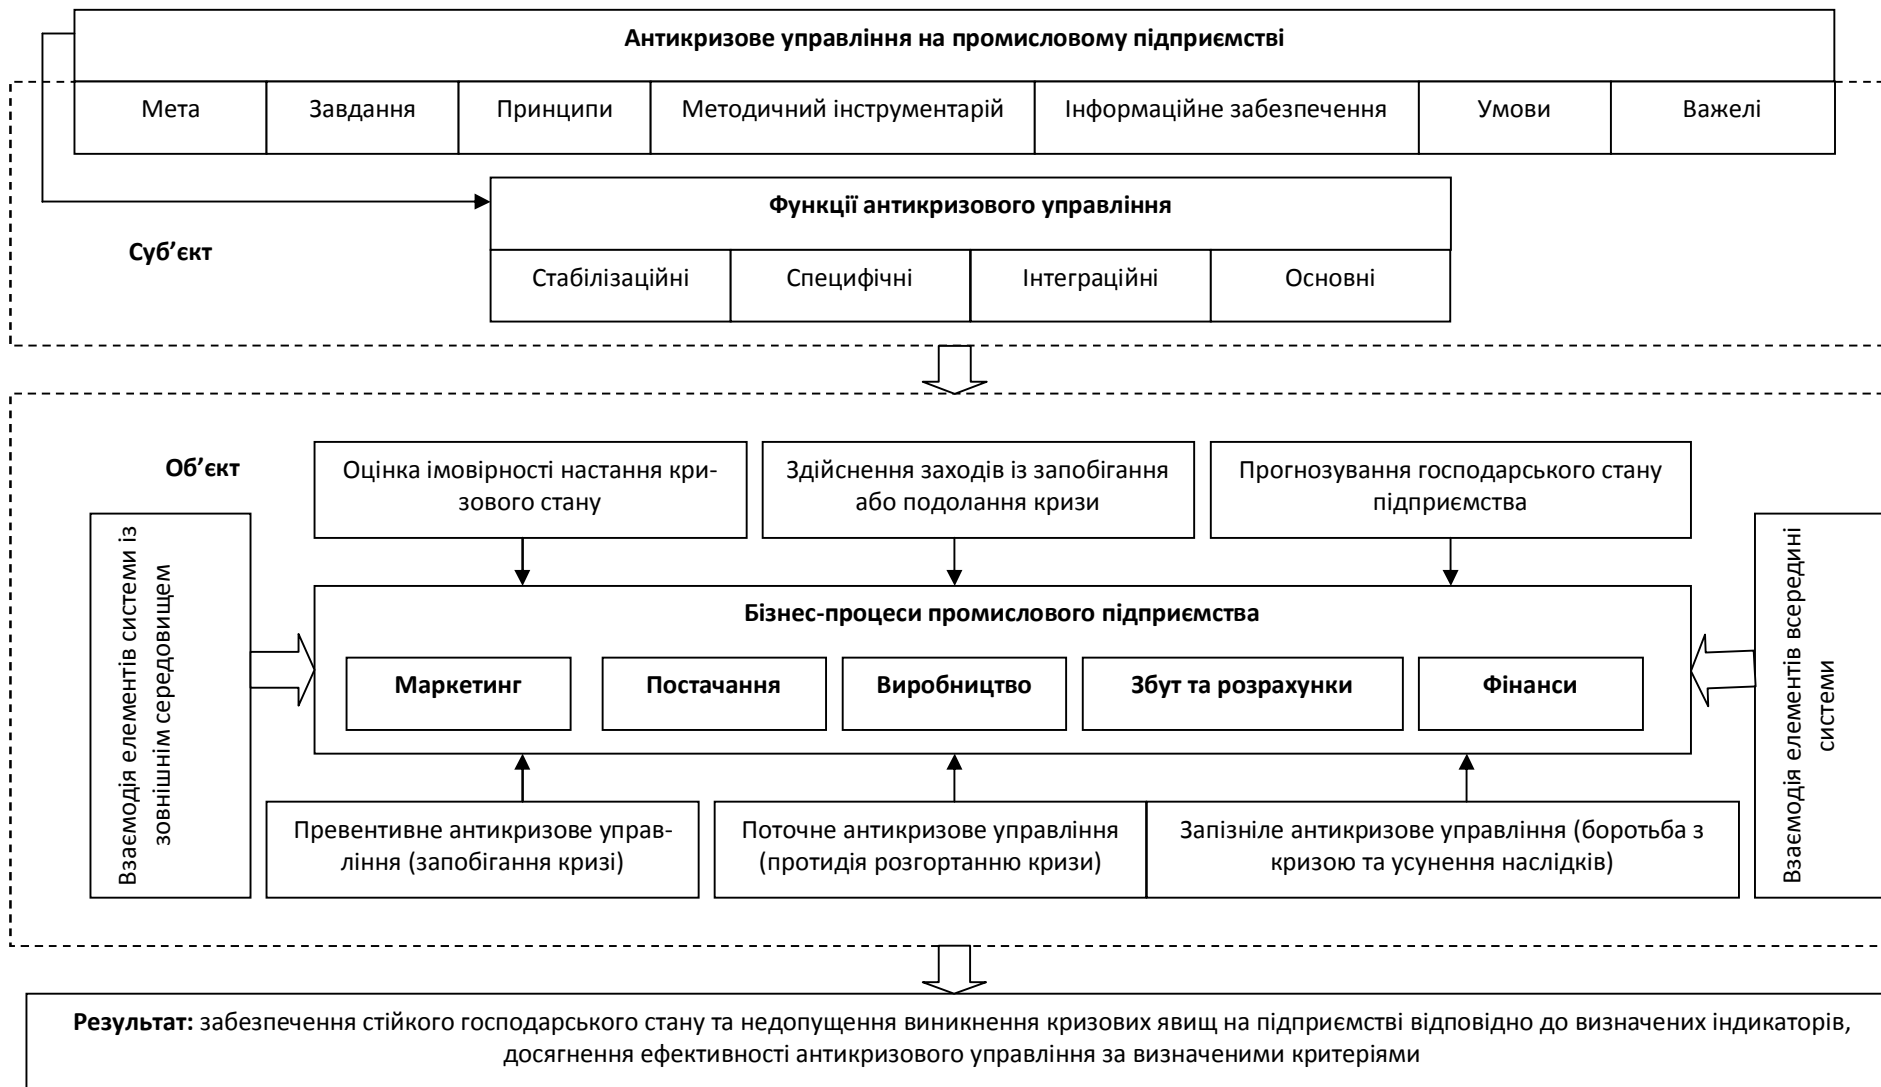 Антикризове управління на промисловому підприємстві
Мета
Завдання
Принципи
Методичний інструментарій
Інформаційне забезпечення
Умови
Важелі
Функції антикризового управління
Суб’єкт
Стабілізаційні
Специфічні
Інтеграційні
Основні
Об’єкт
Оцінка імовірності настання кри-
зового стану
Здійснення заходів із запобігання
або подолання кризи
Прогнозування господарського стану
підприємства
Взаємодія елементів системи із
зовнішнім середовищем
Бізнес-процеси промислового підприємства
Маркетинг
Постачання
Виробництво
Збут та розрахунки
Фінанси
Взаємодія елементів всередині
системи
Превентивне антикризове управ-
ління (запобігання кризі)
Поточне антикризове управління
(протидія розгортанню кризи)
Запізніле антикризове управління (боротьба з
кризою та усунення наслідків)
Результат: забезпечення стійкого господарського стану та недопущення виникнення кризових явищ на підприємстві відповідно до визначених індикаторів,
досягнення ефективності антикризового управління за визначеними критеріями